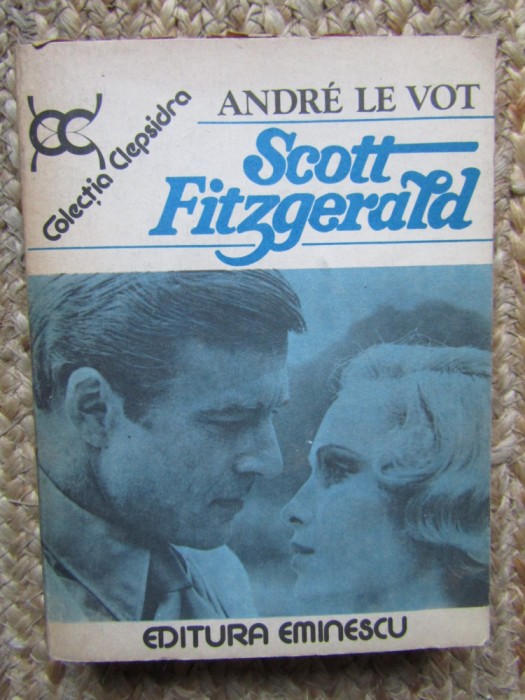 Colecția Clepsidra
ANDRÉ LE VOT
Scott
Fitzgerald
EDITURA EMINESCU